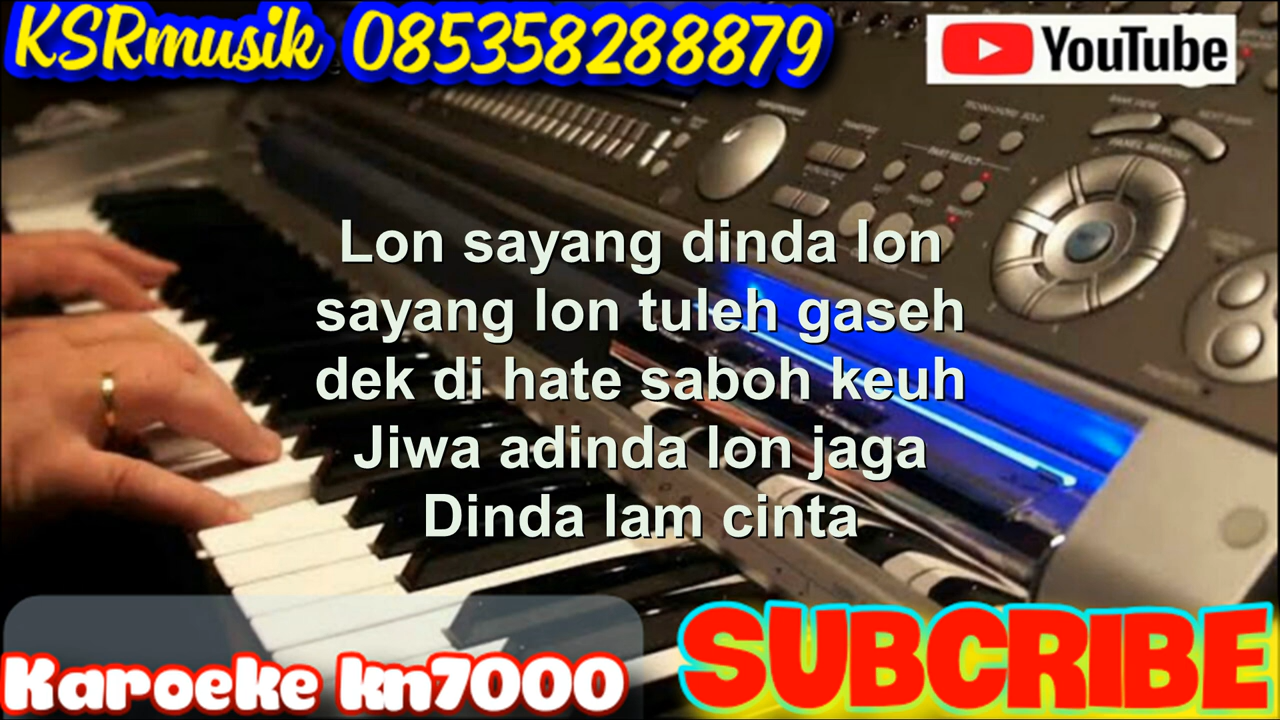 KSRmusik 085358288879
YouTube
Lon sayang dinda lon
sayang lon tuleh gaseh
dek di hate saboh keuh
Jiwa adinda lon jaga
Dinda lam cinta
Karoeke kn7000
SUBCRIBE